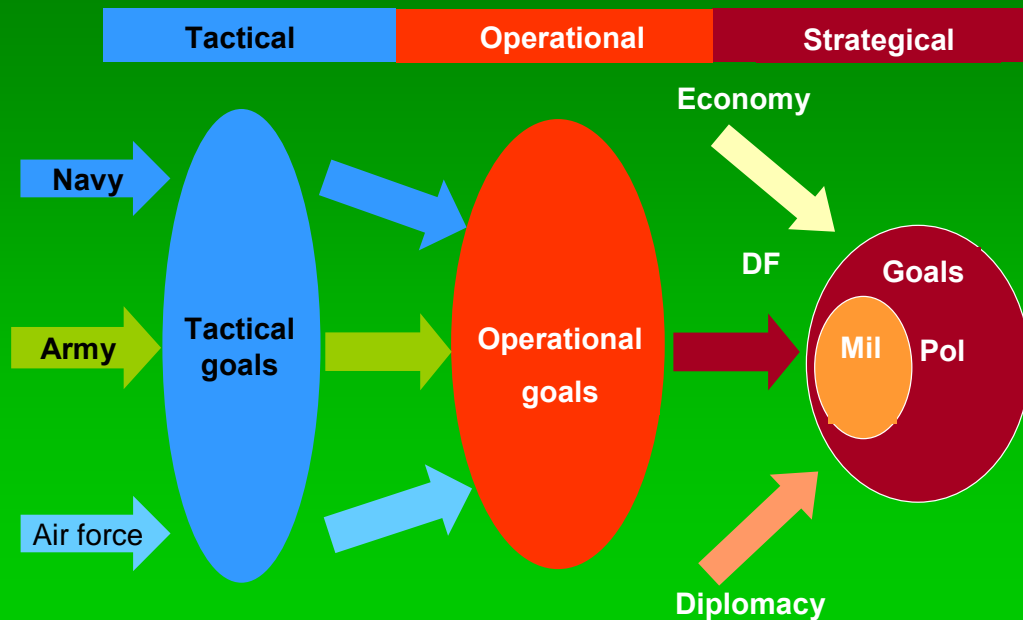 Tactical
Operational
Strategical
Economy
Navy
DF
Goals
Army
Tactical
goals
Operational
goals
Mil
Pol
Air force
Diplomacy